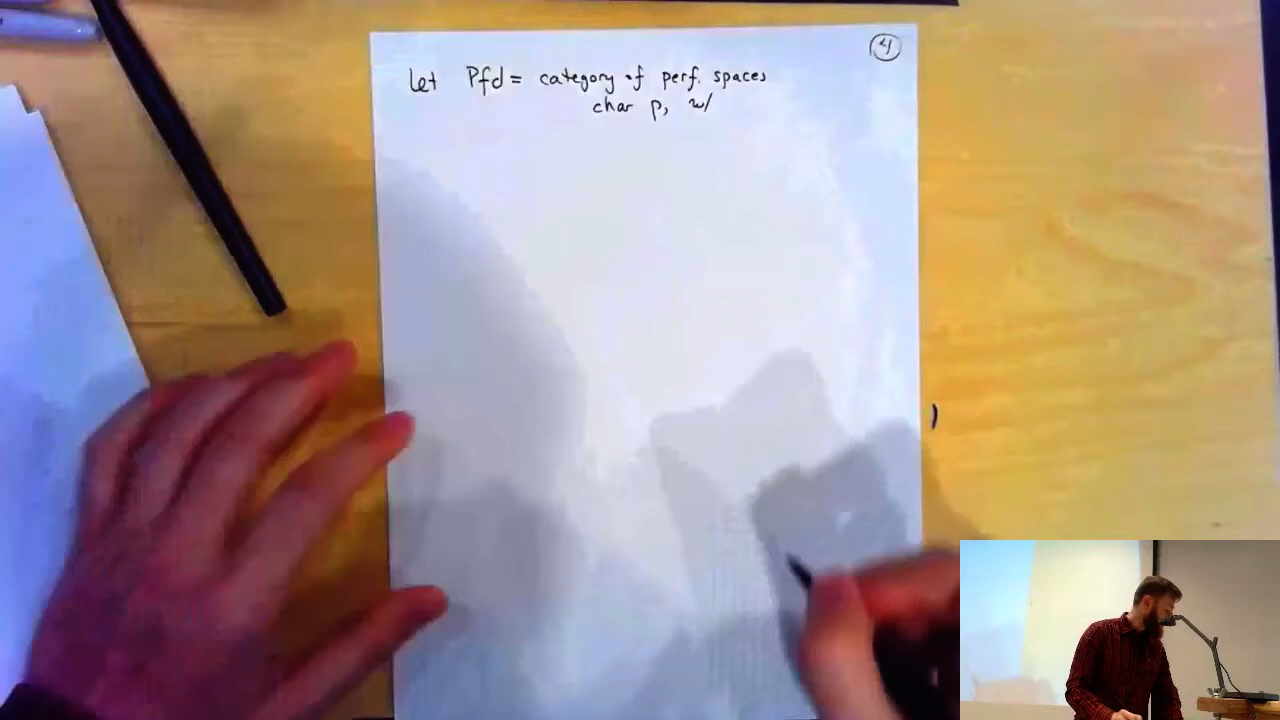 4
let Pfd = category of perf. spaces
char p, w/